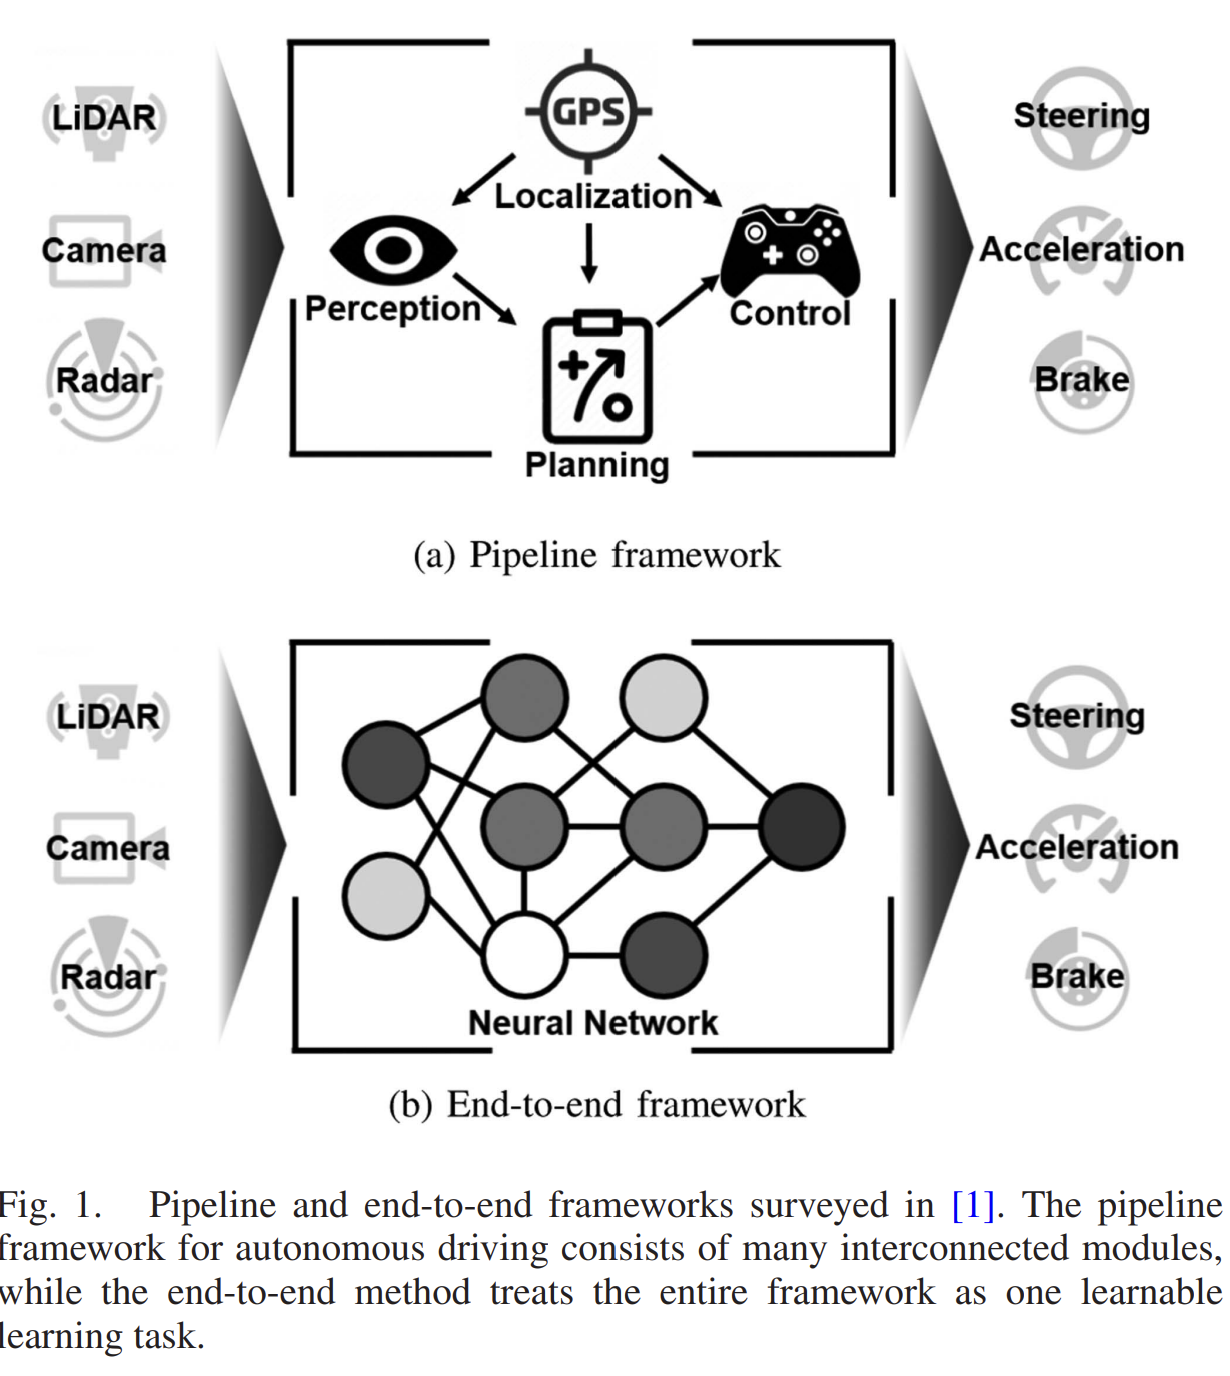 LiDAR
Camera
Radar
GPS
Localization
Perception
Control
Planning
Steering
Acceleration
Brake
(a) Pipeline framework
LiDAR
Camera
Radar
Neural Network
Steering
Acceleration
Brake
(b) End-to-end framework
Fig. 1. Pipeline and end-to-end frameworks surveyed in [1]. The pipeline
framework for autonomous driving consists of many interconnected modules,
while the end-to-end method treats the entire framework as one learnable
learning task.